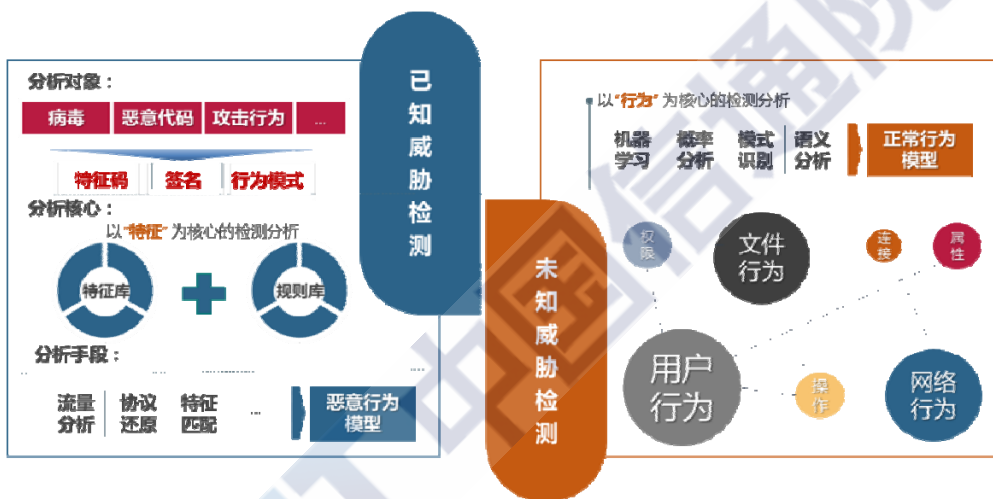 分析对象：
病毒 恶意代码 攻击行为 ...
特征码 签名 行为模式
分析核心：
以“特征”为核心的检测分析
特征库
规则库
分析手段：
流量分析 协议还原 特征匹配 ...
恶意行为
模型
已知威胁检测
未知威胁检测
以“行为”为核心的检测分析
机器学习 概率分析 模式识别 语义分析
正常行为
模型
权限
文件
行为
连接
属性
用户
行为
操作
网络
行为
中国信通院